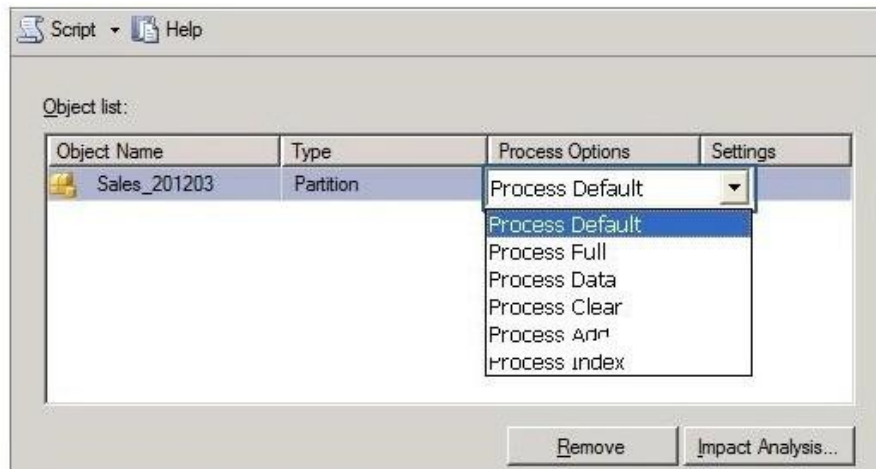 Script Help
Object list:
Object Name Type Process Options Settings
Sales_201203 Partition Process Default
Process Default
Process Full
Process Data
Process Clear
Process Add
Process Index
Remove Impact Analysis...